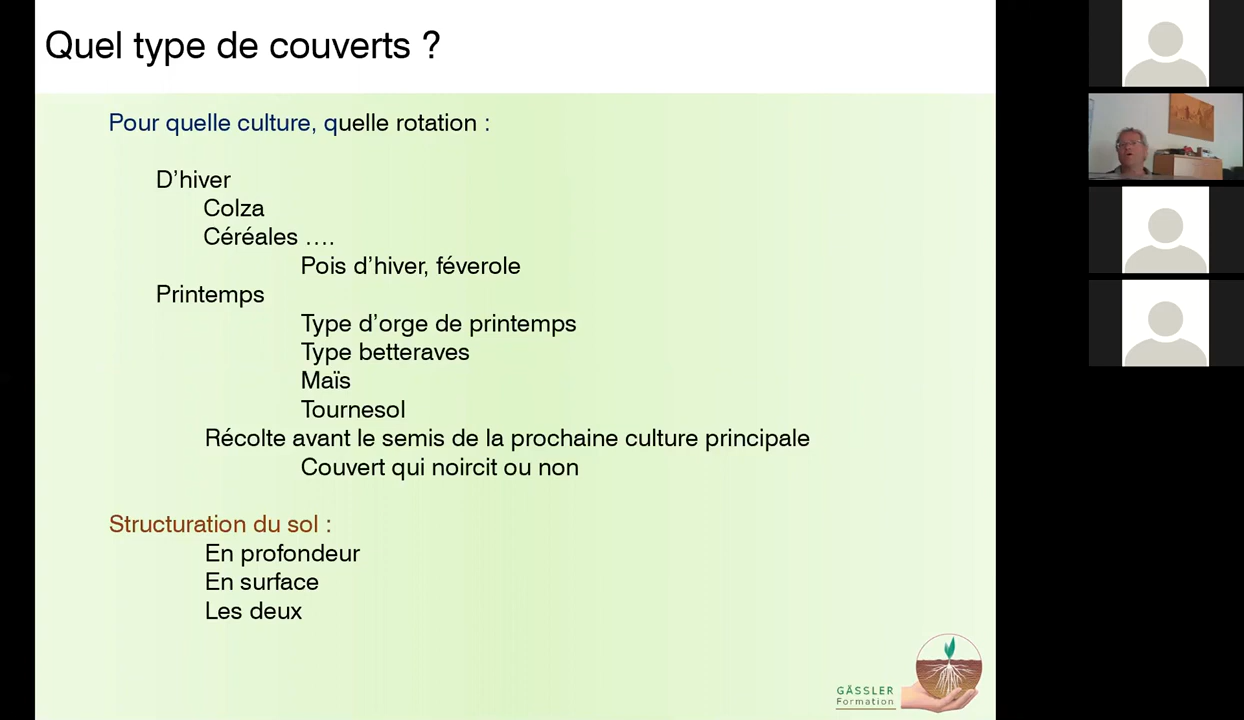 Quel type de couverts ?
Pour quelle culture, quelle rotation :
D’hiver
Colza
Céréales ….
Pois d’hiver, féverole
Printemps
Type d’orge de printemps
Type betteraves
Maïs
Tournesol
Récolte avant le semis de la prochaine culture principale
Couvert qui noircit ou non
Structuration du sol :
En profondeur
En surface
Les deux
GÄSSLER
Formation